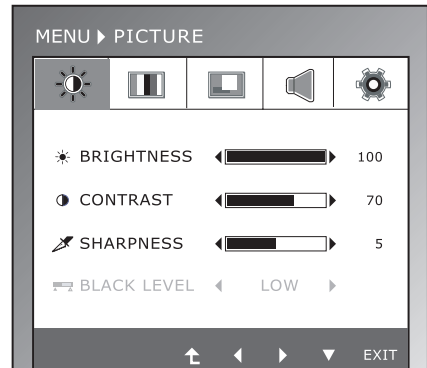 MENU ▶ PICTURE
BRIGHTNESS 100
CONTRAST 70
SHARPNESS 5
BLACK LEVEL LOW
EXIT